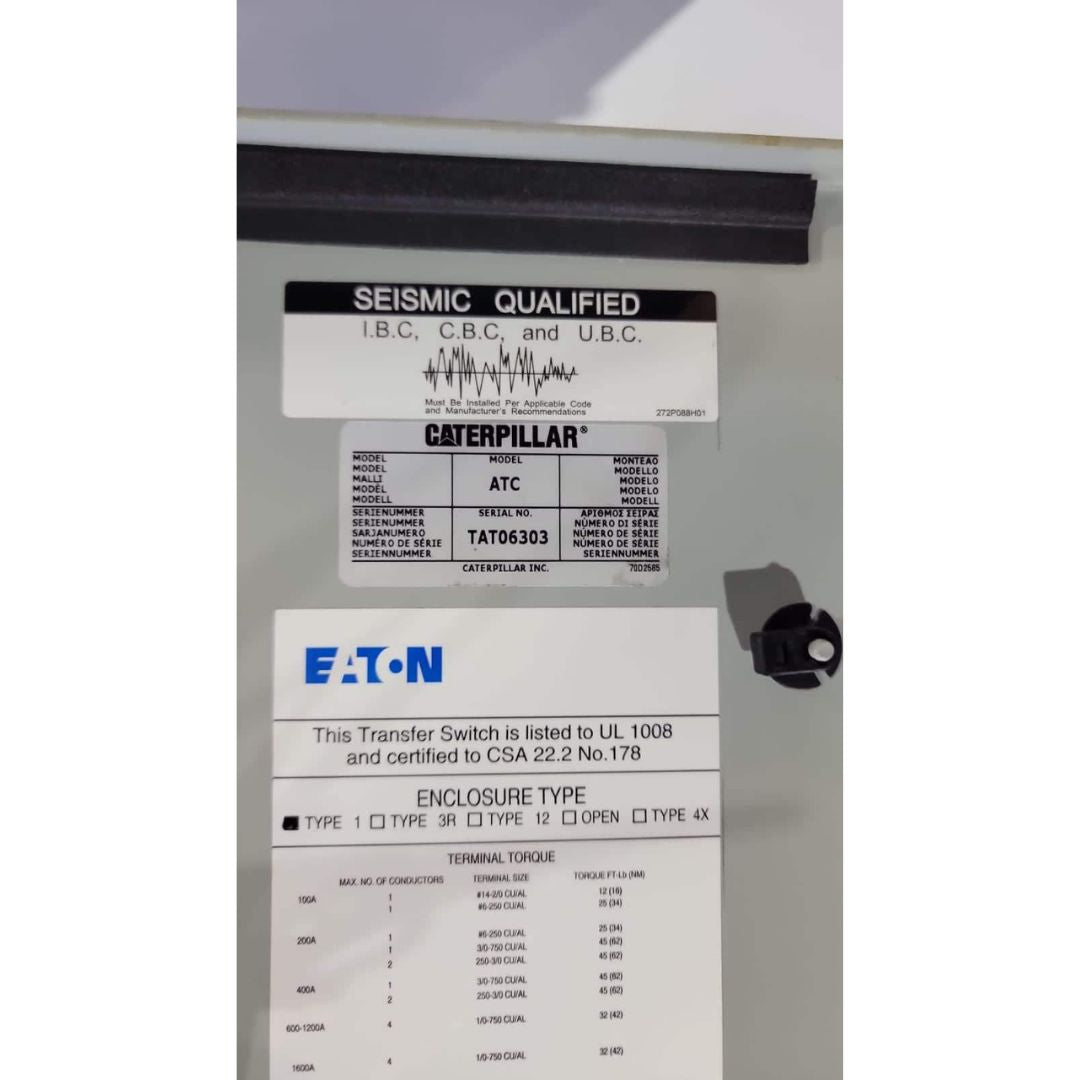 SEISMIC QUALIFIED
I.B.C, C.B.C, and U.B.C.
Must Be Installed Per Applicable Code
and Manufacturer's Recommendations
272P088H01
CATERPILLAR®
MODEL
MODEL
MALLI
MODÈL
MODELL
MODEL
ATC
ΜΟΝΤΕΛΟ
MODELLO
MODELO
MODELO
MODELL
SERIENUMMER
SERIENUMMER
SARJANUMERO
NUMÉRO DE SÉRIE
SERIENNUMMER
SERIAL NO.
TAT06303
ΑΡΙΘΜΟΣ ΣΕΙΡΑΣ
NÚMERO DI SÉRIE
NÚMERO DE SÉRIE
NÚMERO DE SÉRIE
SERIENNUMMER
CATERPILLAR INC.
70D2585
EATON
This Transfer Switch is listed to UL 1008
and certified to CSA 22.2 No.178
ENCLOSURE TYPE
TYPE 1 TYPE 3R TYPE 12 OPEN TYPE 4X
TERMINAL TORQUE
MAX. NO. OF CONDUCTORS TERMINAL SIZE TORQUE FT-Lb (NM)
100A 1 #14-2/0 CU/AL 12 (16)
1 #6-250 CU/AL 25 (34)
200A 1 #6-250 CU/AL 25 (34)
1 3/0-750 CU/AL 45 (62)
2 250-3/0 CU/AL 45 (62)
400A 1 3/0-750 CU/AL 45 (62)
2 250-3/0 CU/AL 45 (62)
600-1200A 4 1/0-750 CU/AL 32 (42)
1600A 4 1/0-750 CU/AL 32 (42)